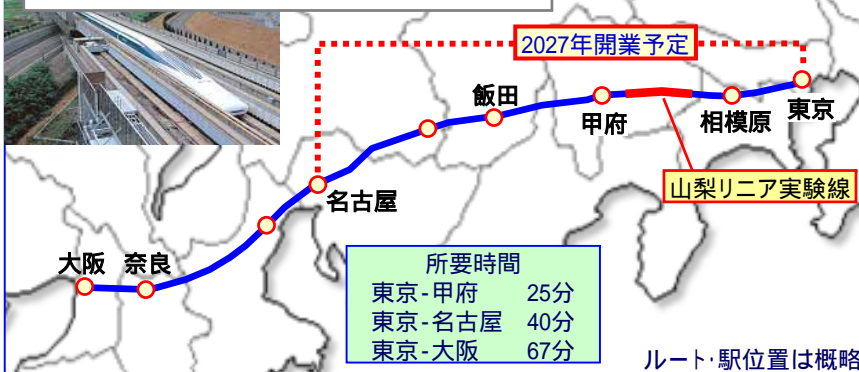 2027年開業予定
飯田
甲府
相模原
東京
山梨リニア実験線
名古屋
大阪
奈良
所要時間
東京-甲府 25分
東京-名古屋 40分
東京-大阪 67分
ルート・駅位置は概略